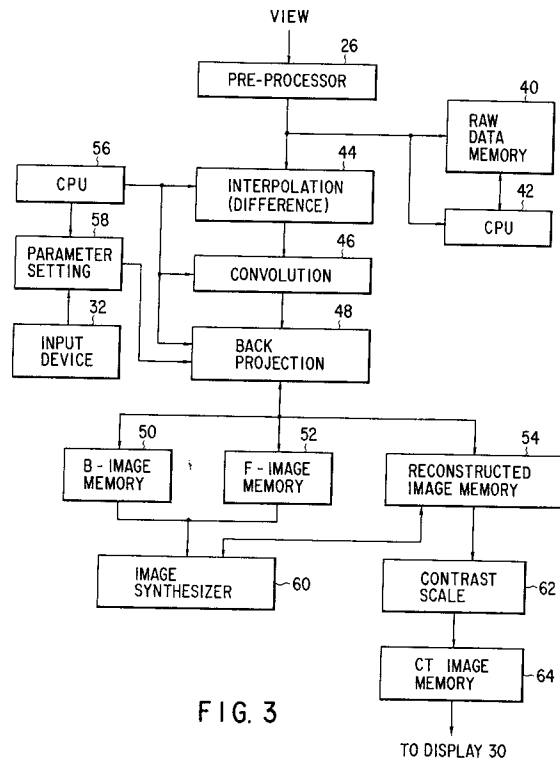 VIEW
26
PRE-PROCESSOR
40
RAW
DATA
MEMORY
56
CPU
44
INTERPOLATION
(DIFFERENCE)
42
CPU
58
PARAMETER
SETTING
46
CONVOLUTION
32
INPUT
DEVICE
48
BACK
PROJECTION
50
B - IMAGE
MEMORY
52
F - IMAGE
MEMORY
54
RECONSTRUCTED
IMAGE MEMORY
IMAGE
SYNTHESIZER
60
CONTRAST
SCALE
62
CT IMAGE
MEMORY
64
FIG. 3
TO DISPLAY 30